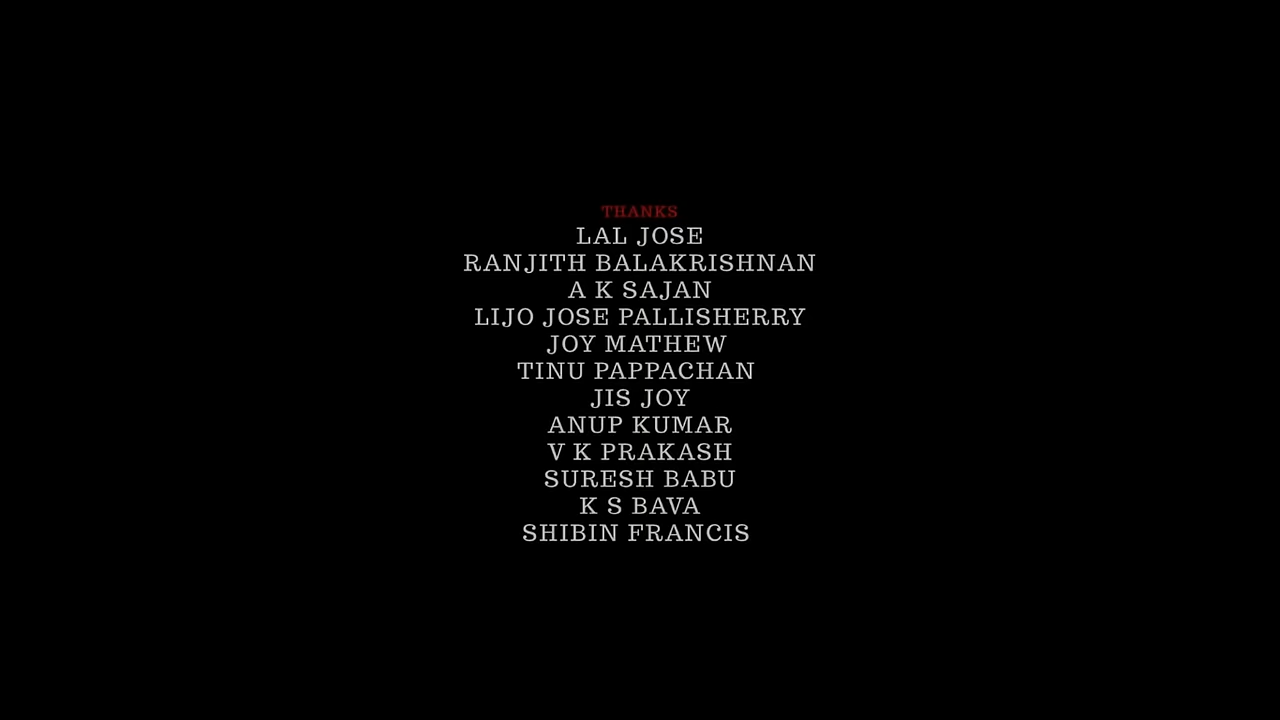 THANKS
LAL JOSE
RANJITH BALAKRISHNAN
A K SAJAN
LIJO JOSE PALLISHERRY
JOY MATHEW
TINU PAPPACHAN
JIS JOY
ANUP KUMAR
V K PRAKASH
SURESH BABU
K S BAVA
SHIBIN FRANCIS